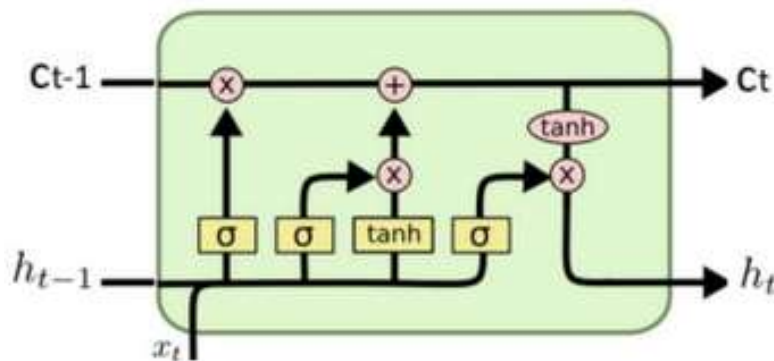 Ct-1 x + Ct
tanh
x x
σ σ tanh σ
h_{t-1} h_t
x_t